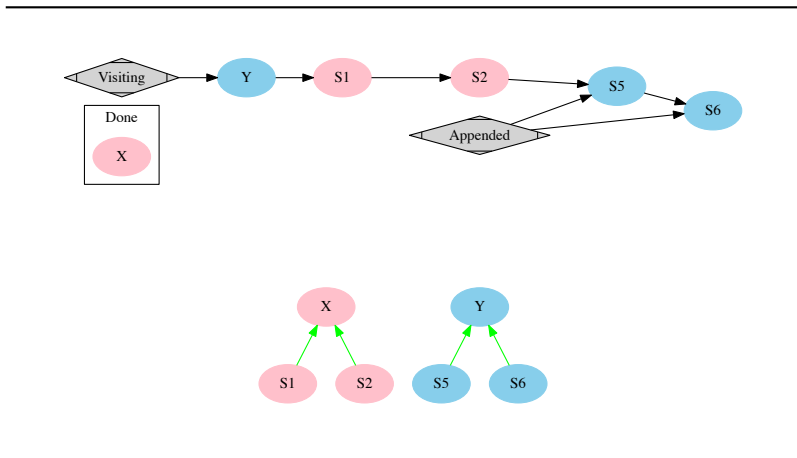 Visiting
Y
S1
S2
S5
S6
Done
X
Appended
X
Y
S1
S2
S5
S6